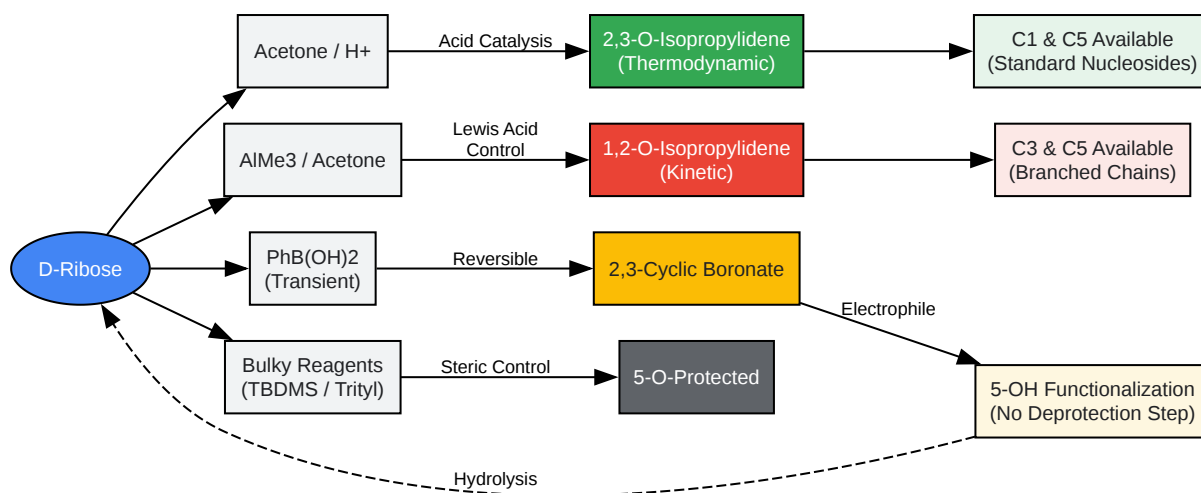 Acetone / H+
Acid Catalysis
2,3-O-Isopropylidene
(Thermodynamic)
C1 & C5 Available
(Standard Nucleosides)
AlMe3 / Acetone
Lewis Acid
Control
1,2-O-Isopropylidene
(Kinetic)
C3 & C5 Available
(Branched Chains)
D-Ribose
PhB(OH)2
(Transient)
Reversible
2,3-Cyclic Boronate
Electrophile
Bulky Reagents
(TBDMS / Trityl)
Steric Control
5-O-Protected
5-OH Functionalization
(No Deprotection Step)
Hydrolysis